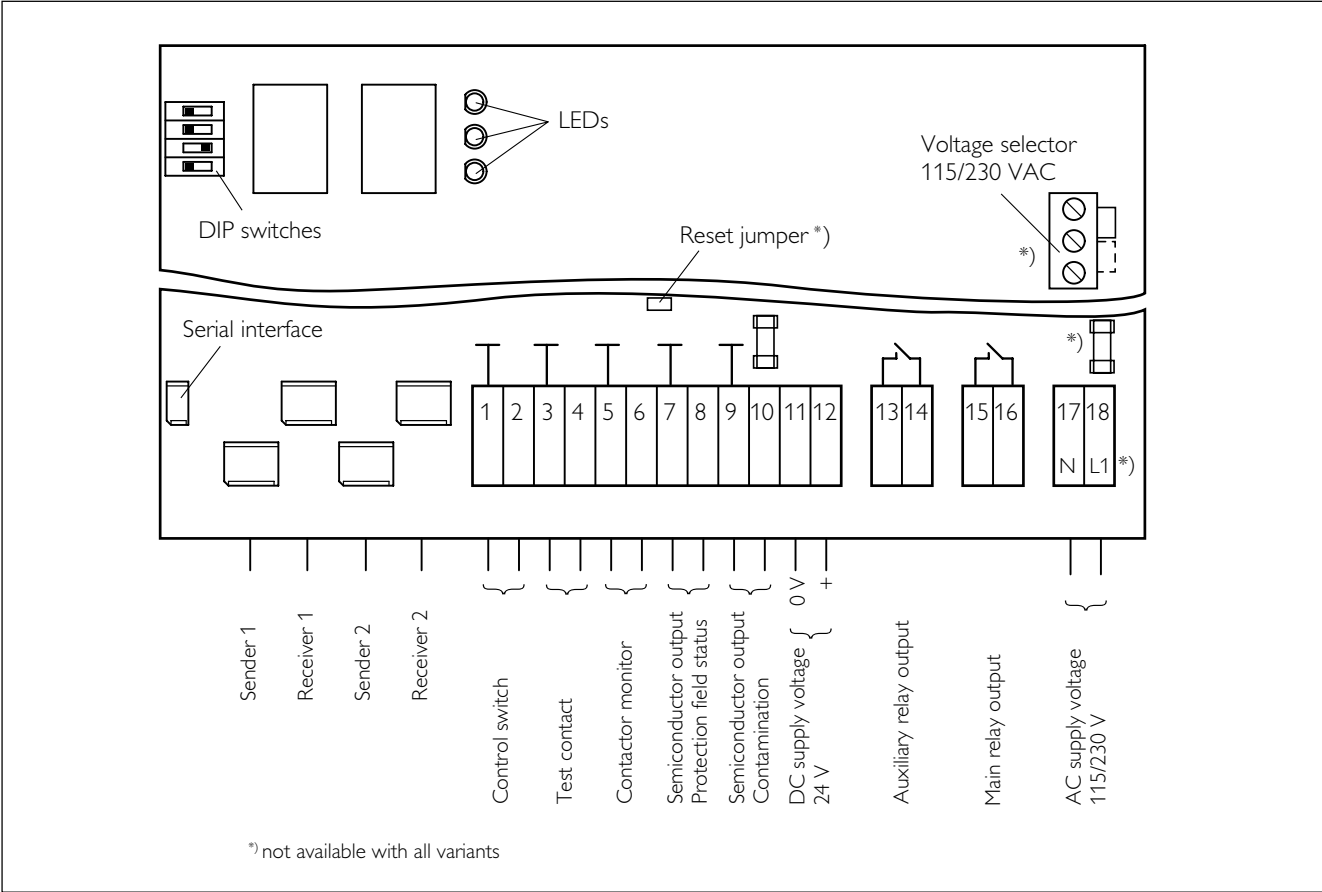 LEDs
Voltage selector
115/230 VAC
DIP switches
Reset jumper *)
*)
Serial interface
*)
1 2 3 4 5 6 7 8 9 10 11 12 13 14 15 16 17 18
N L1 *)
Sender 1
Receiver 1
Sender 2
Receiver 2
Control switch
Test contact
Contactor monitor
Semiconductor output
Protection field status
Semiconductor output
Contamination
DC supply voltage
24 V
0 V
+
Auxiliary relay output
Main relay output
AC supply voltage
115/230 V
*) not available with all variants